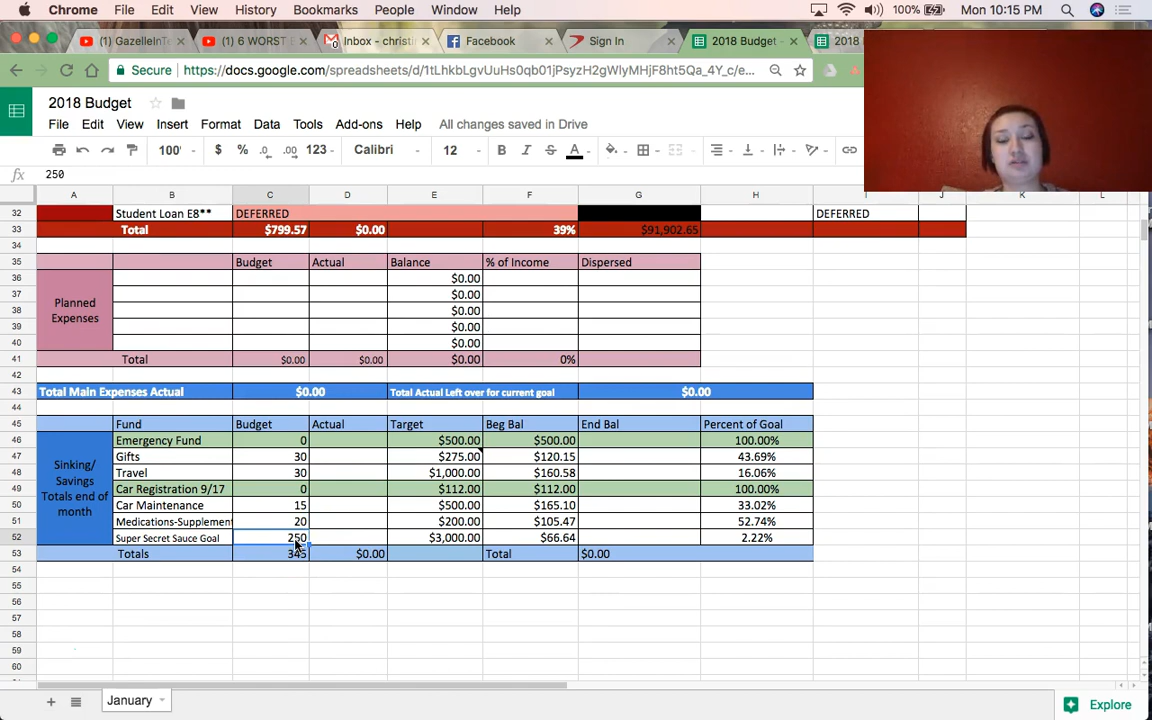 Chrome File Edit View History Bookmarks People Window Help 100% Mon 10:15 PM
(1) GazelleInTe 6 WORST E Inbox - christi Facebook Sign In 2018 Budget -
Secure https://docs.google.com/spreadsheets/d/1tLhkbLgvUuHs0qb01jPsyzH2gWlyMHjF8ht5Qa_4Y_c/e...
2018 Budget
File Edit View Insert Format Data Tools Add-ons Help All changes saved in Drive
100% $ % .0 .00 123 Calibri 12 B I S A
fx 250
A B C D E F G H I J K L
32 Student Loan E8** DEFERRED DEFERRED
33 Total $799.57 $0.00 39% $91,902.65
34
35 Budget Actual Balance % of Income Dispersed
36 $0.00
37 Planned Expenses $0.00
38 $0.00
39 $0.00
40 $0.00
41 Total $0.00 $0.00 $0.00 0%
42
43 Total Main Expenses Actual $0.00 Total Actual Left over for current goal $0.00
44
45 Fund Budget Actual Target Beg Bal End Bal Percent of Goal
Sinking/ Savings Totals end of month
46 Emergency Fund 0 $500.00 $500.00 100.00%
47 Gifts 30 $275.00 $120.15 43.69%
48 Travel 30 $1,000.00 $160.58 16.06%
49 Car Registration 9/17 0 $112.00 $112.00 100.00%
50 Car Maintenance 15 $500.00 $165.10 33.02%
51 Medications-Supplement 20 $200.00 $105.47 52.74%
52 Super Secret Sauce Goal 250 $3,000.00 $66.64 2.22%
53 Totals 345 $0.00 Total $0.00
54
55
56
57
58
59
60
January Explore